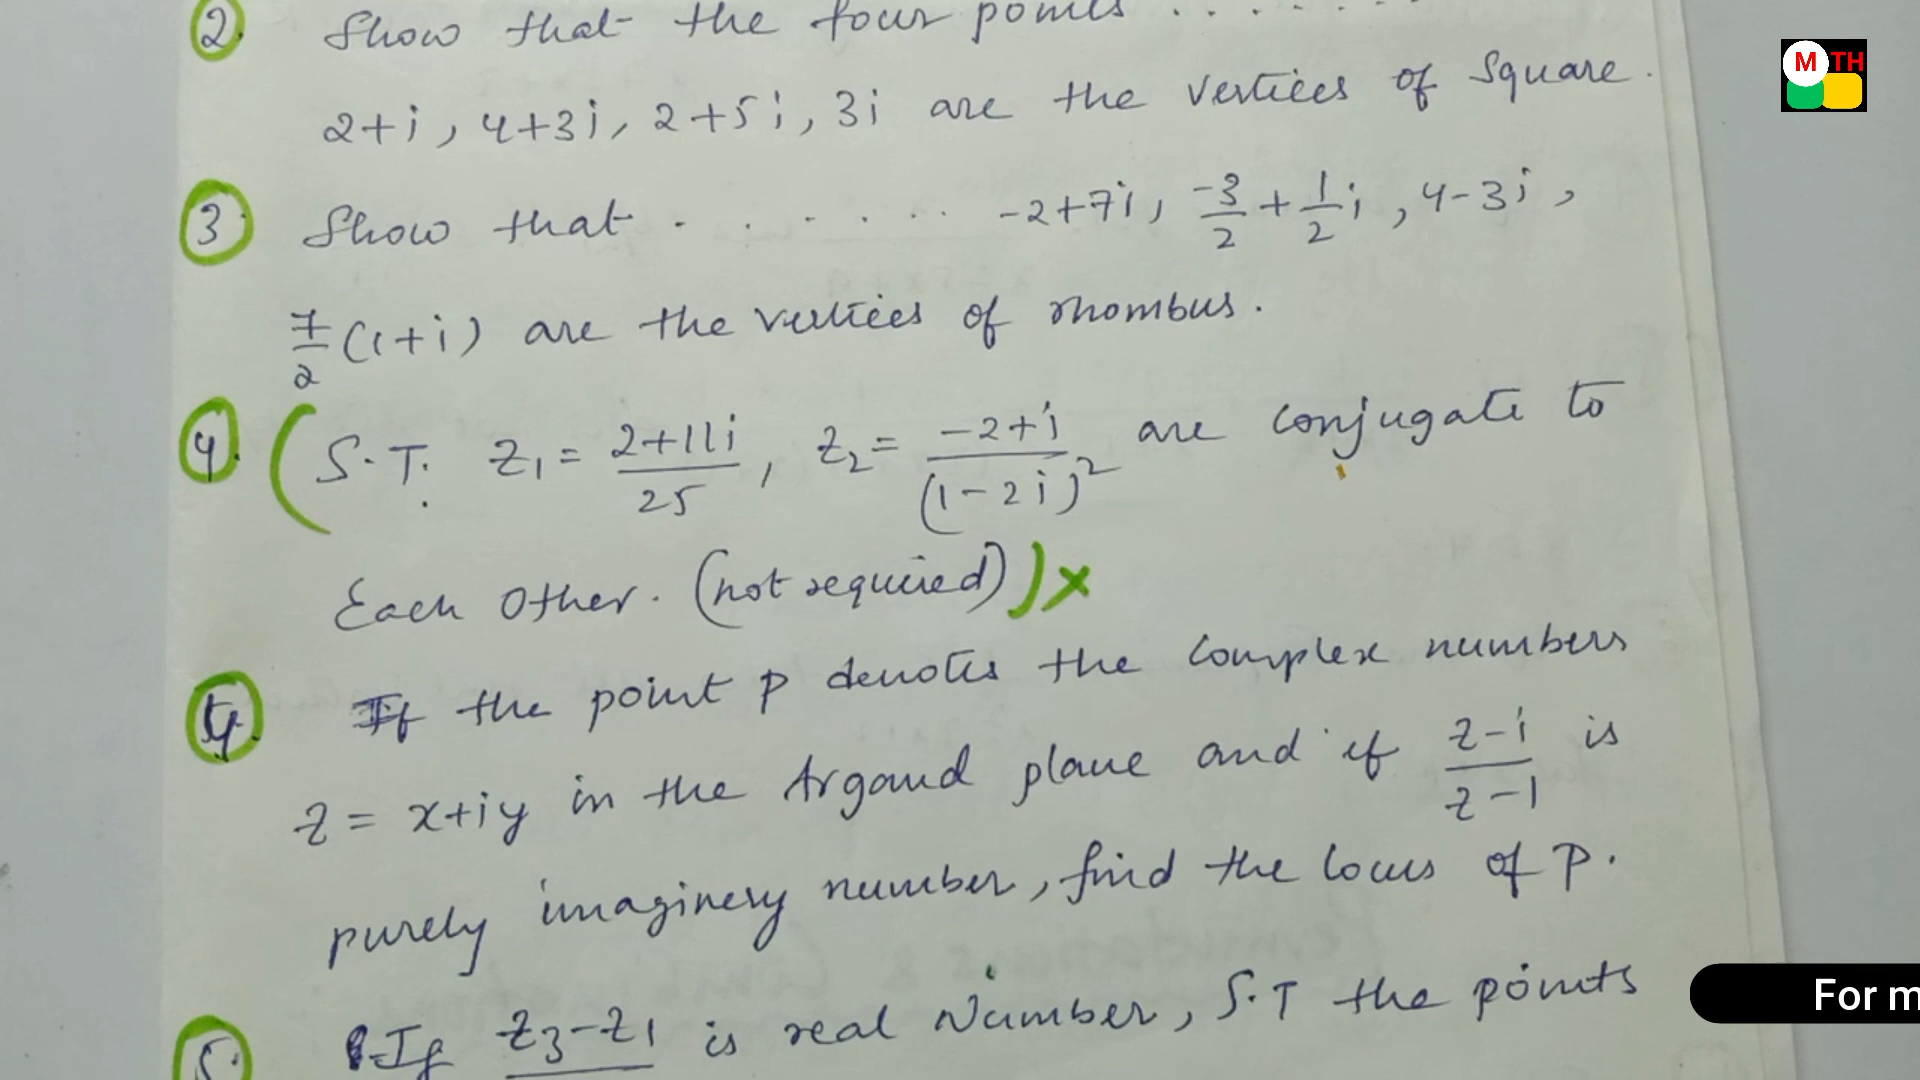 2. Show that the four points . . . . . . . .
2+i, 4+3i, 2+5i, 3i are the vertices of square.
3. Show that . . . . . . . -2+7i, -3/2 + 1/2 i, 4-3i,
7/2 (1+i) are the vertices of rhombus.
4. (S.T. Z₁ = 2+11i/25, Z₂ = -2+i/(1-2i)² are conjugate to
Each other. (not required)) x
4. If the point P denotes the complex numbers
z = x+iy in the Argand plane and if z-i/z-1 is
purely imaginery number, find the locus of P.
5. If z₃-z₁ is real Number, S.T the points
M TH
For m